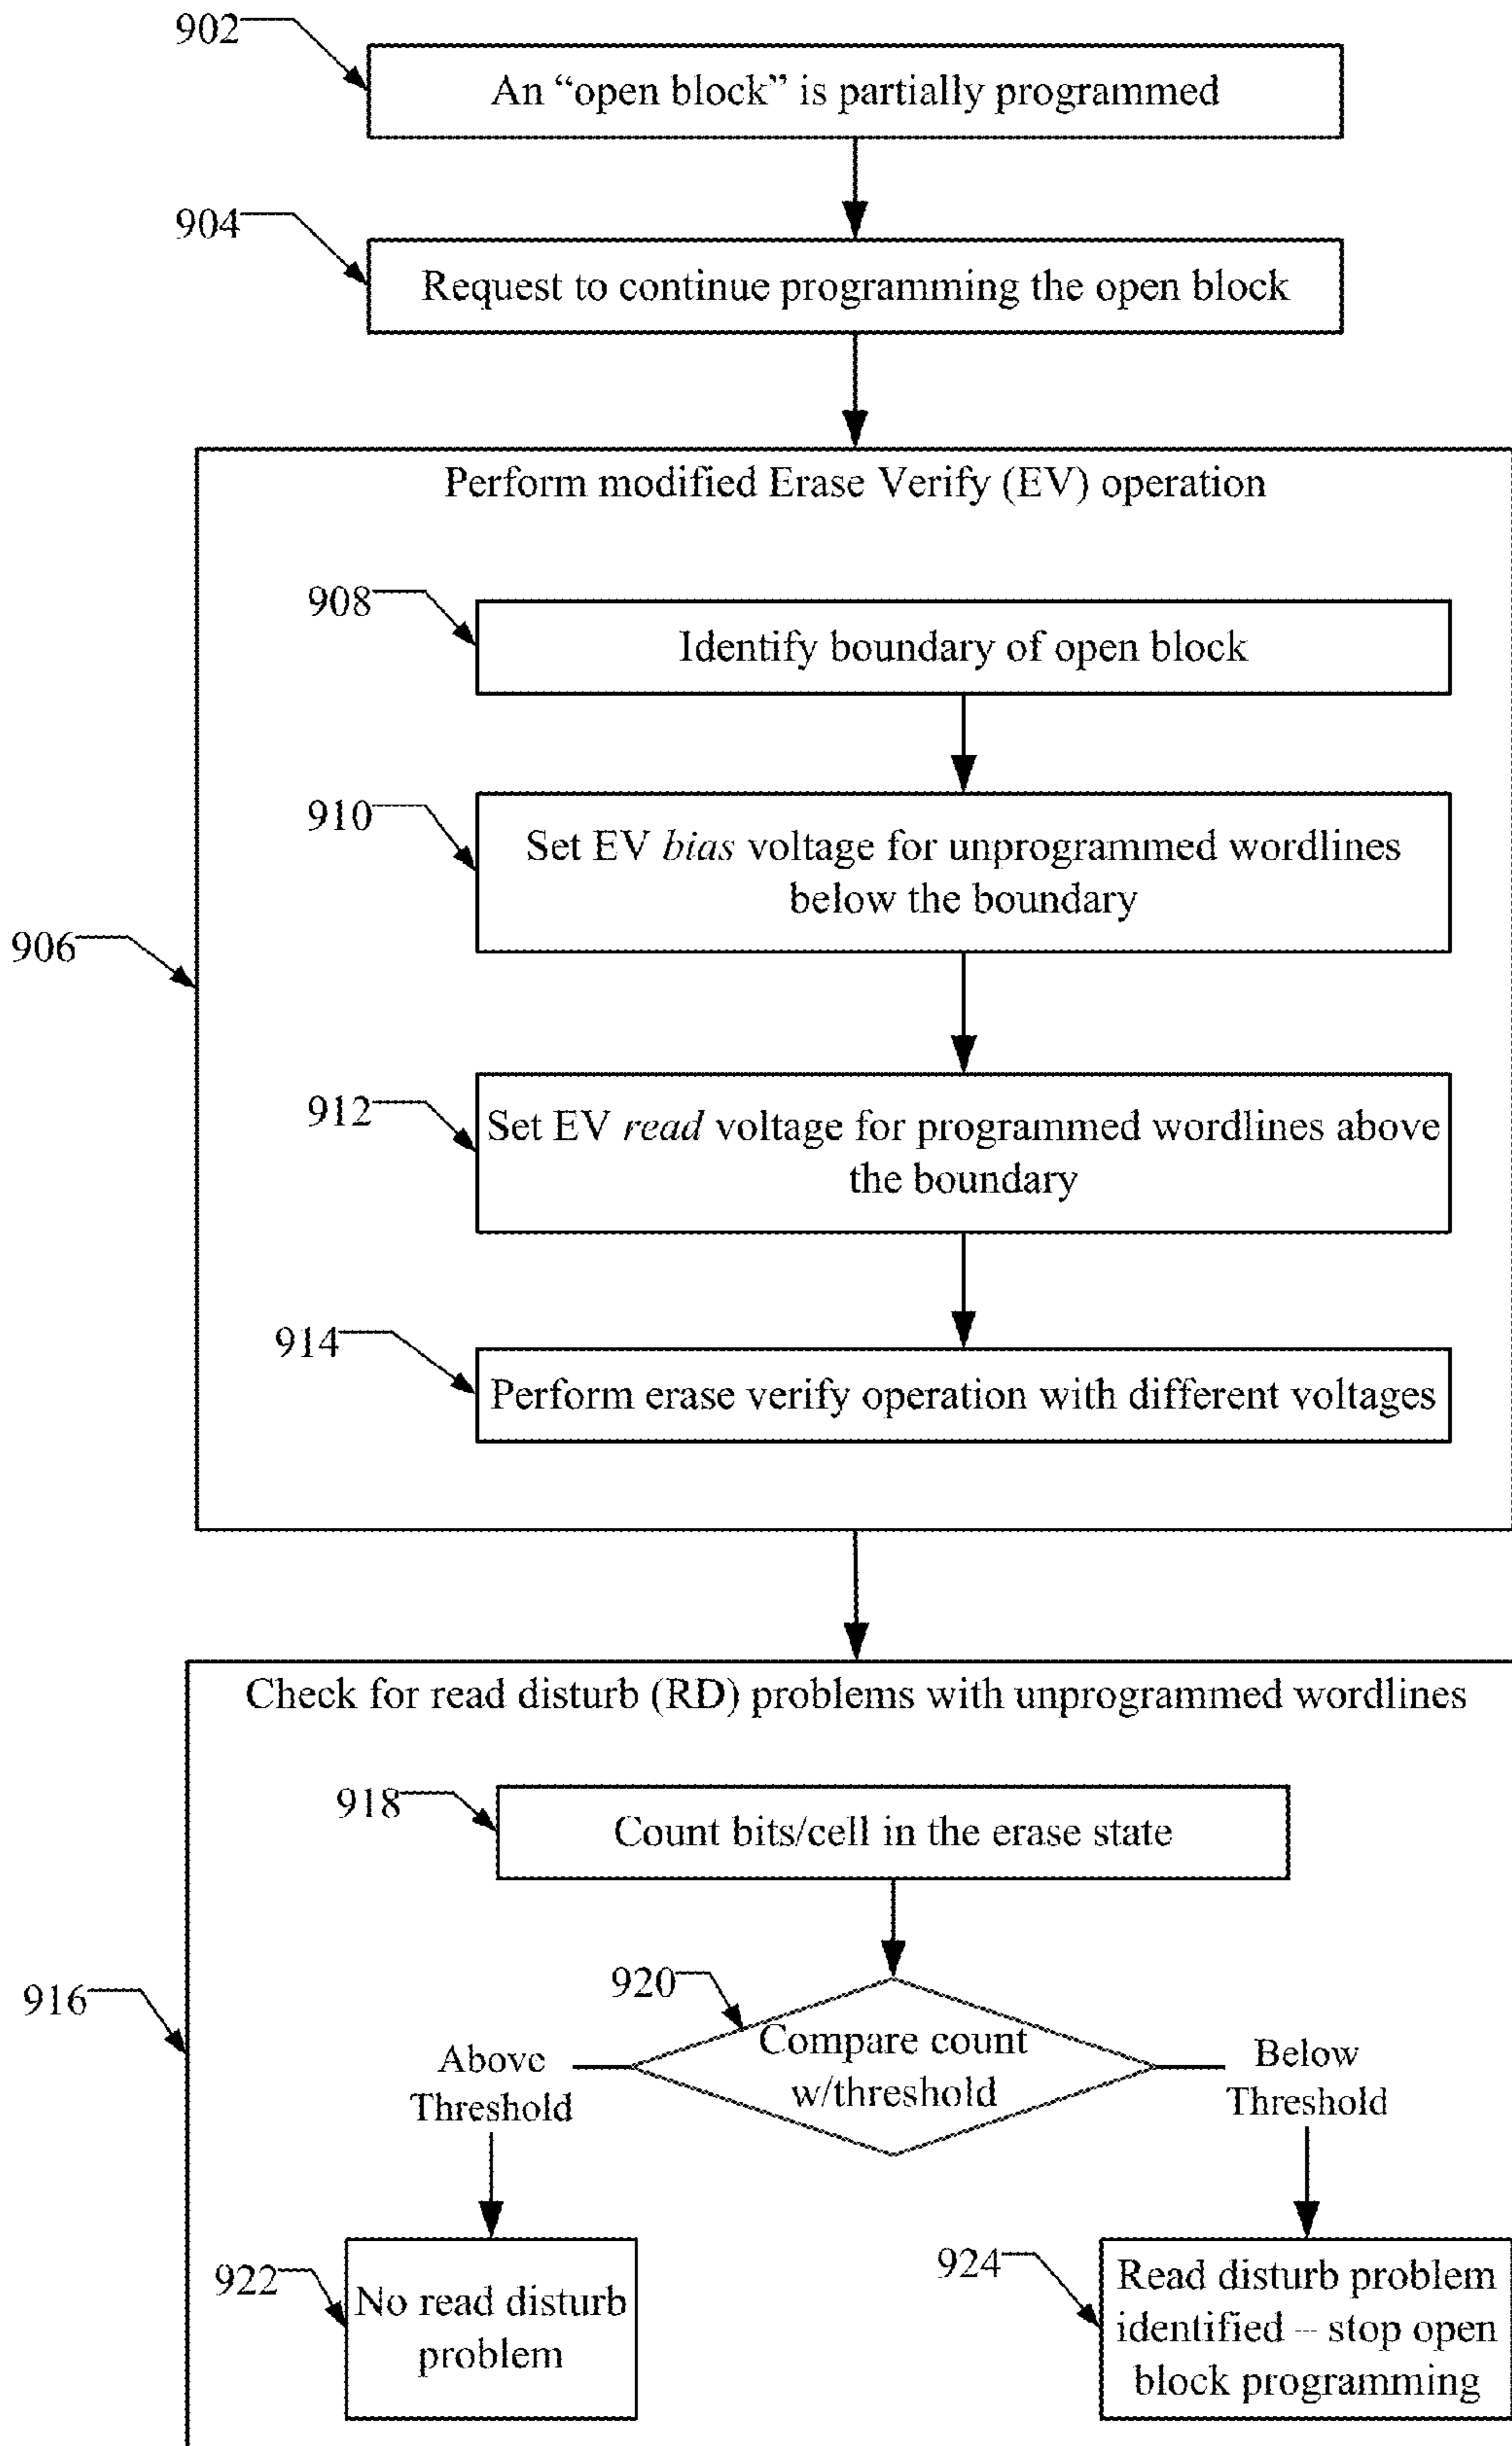 902
An “open block” is partially programmed
904
Request to continue programming the open block
906
Perform modified Erase Verify (EV) operation
908
Identify boundary of open block
910
Set EV bias voltage for unprogrammed wordlines
below the boundary
912
Set EV read voltage for programmed wordlines above
the boundary
914
Perform erase verify operation with different voltages
916
Check for read disturb (RD) problems with unprogrammed wordlines
918
Count bits/cell in the erase state
920
Compare count
w/threshold
Above
Threshold
Below
Threshold
922
No read disturb
problem
924
Read disturb problem
identified -- stop open
block programming